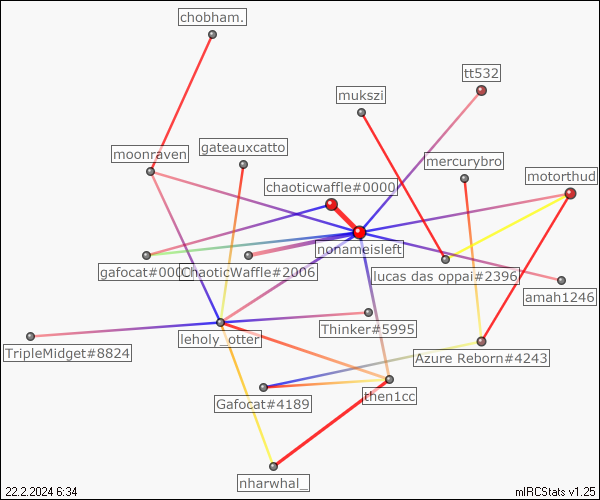 chobham.
tt532
mukszi
gateauxcatto
moonraven
mercurybro
motorthud
chaoticwaffle#0000
nonameisleft
gafocat#000
ChaoticWaffle#2006
lucas das oppai#2396
amah1246
Thinker#5995
leholy_otter
TripleMidget#8824
Azure Reborn#4243
then1cc
Gafocat#4189
nharwhal_
22.2.2024 6:34
mIRCStats v1.25